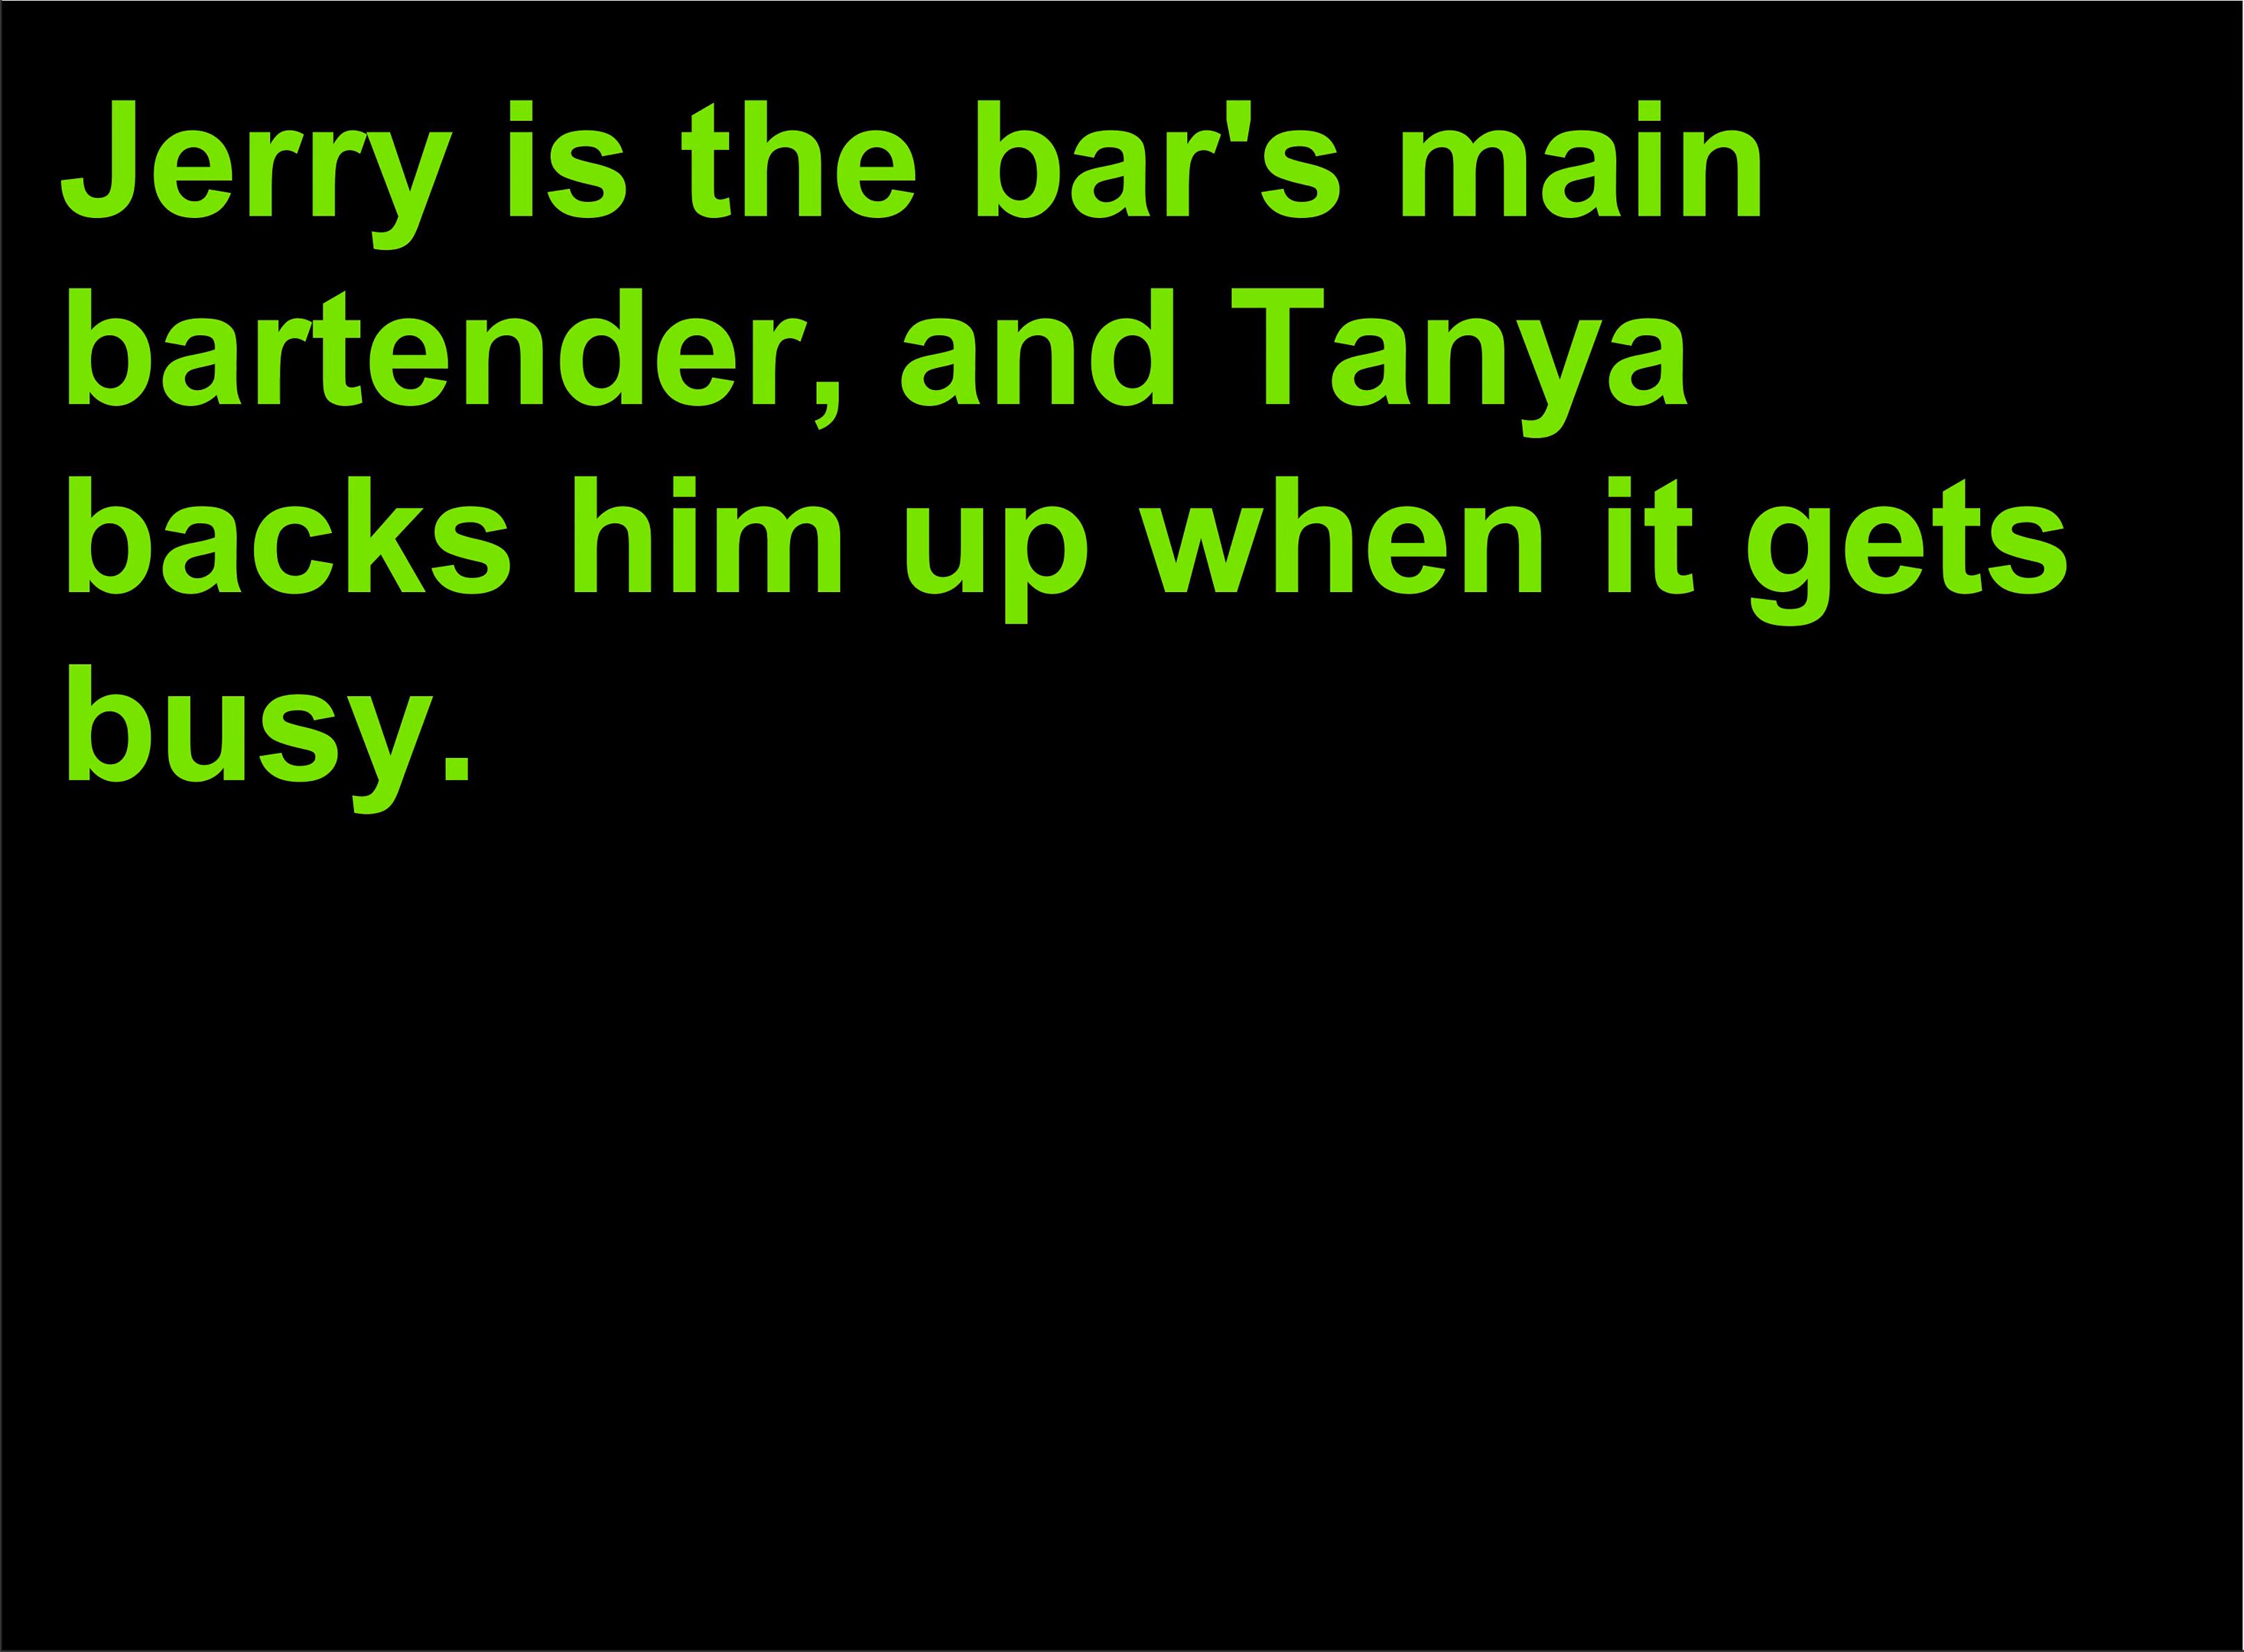 Jerry is the bar's main
bartender, and Tanya
backs him up when it gets
busy.